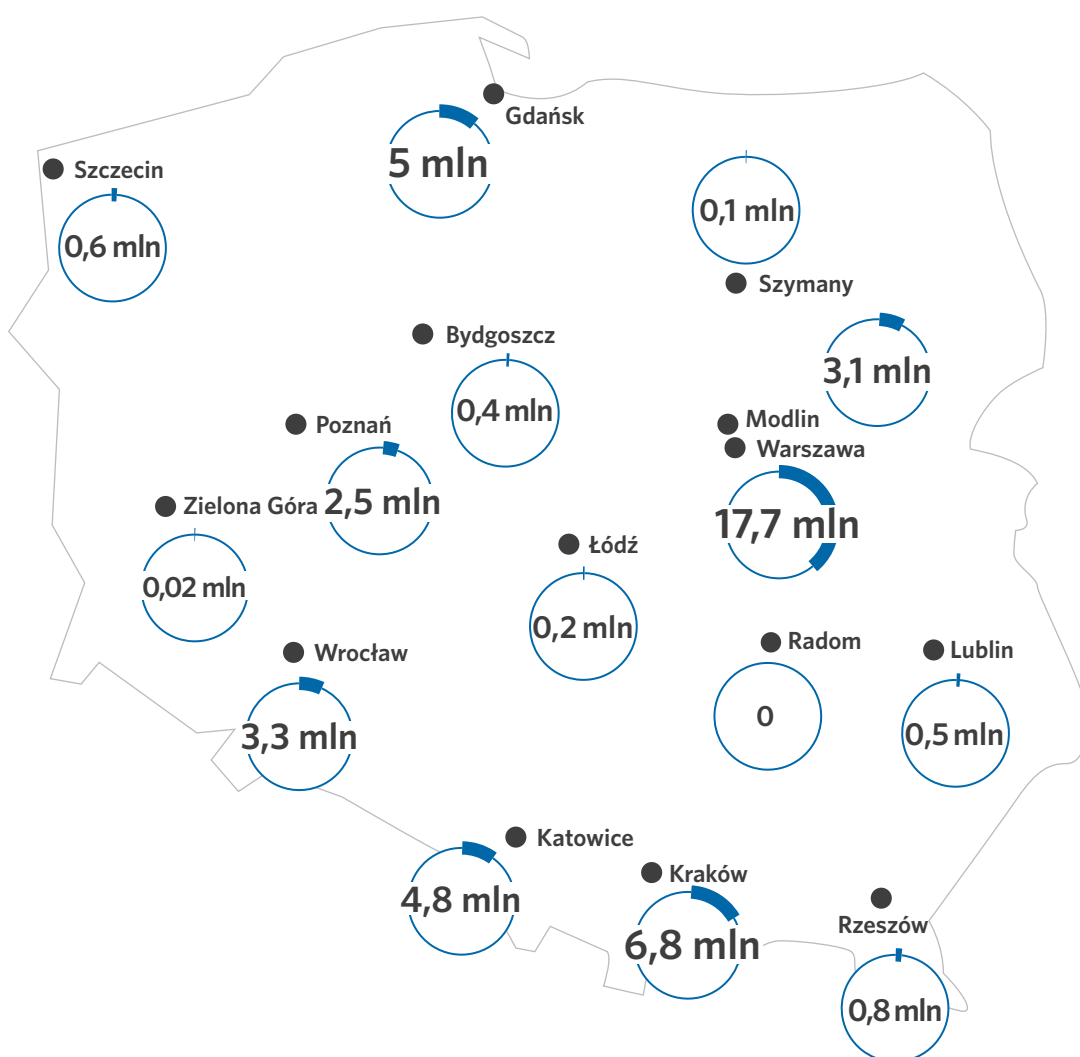 Gdańsk
5 mln
Szczecin
0,6 mln
0,1 mln
Szymany
Bydgoszcz
0,4 mln
3,1 mln
Modlin
Warszawa
17,7 mln
Poznań
2,5 mln
Zielona Góra
0,02 mln
Łódź
0,2 mln
Radom
0
Lublin
0,5 mln
Wrocław
3,3 mln
Katowice
4,8 mln
Kraków
6,8 mln
Rzeszów
0,8 mln